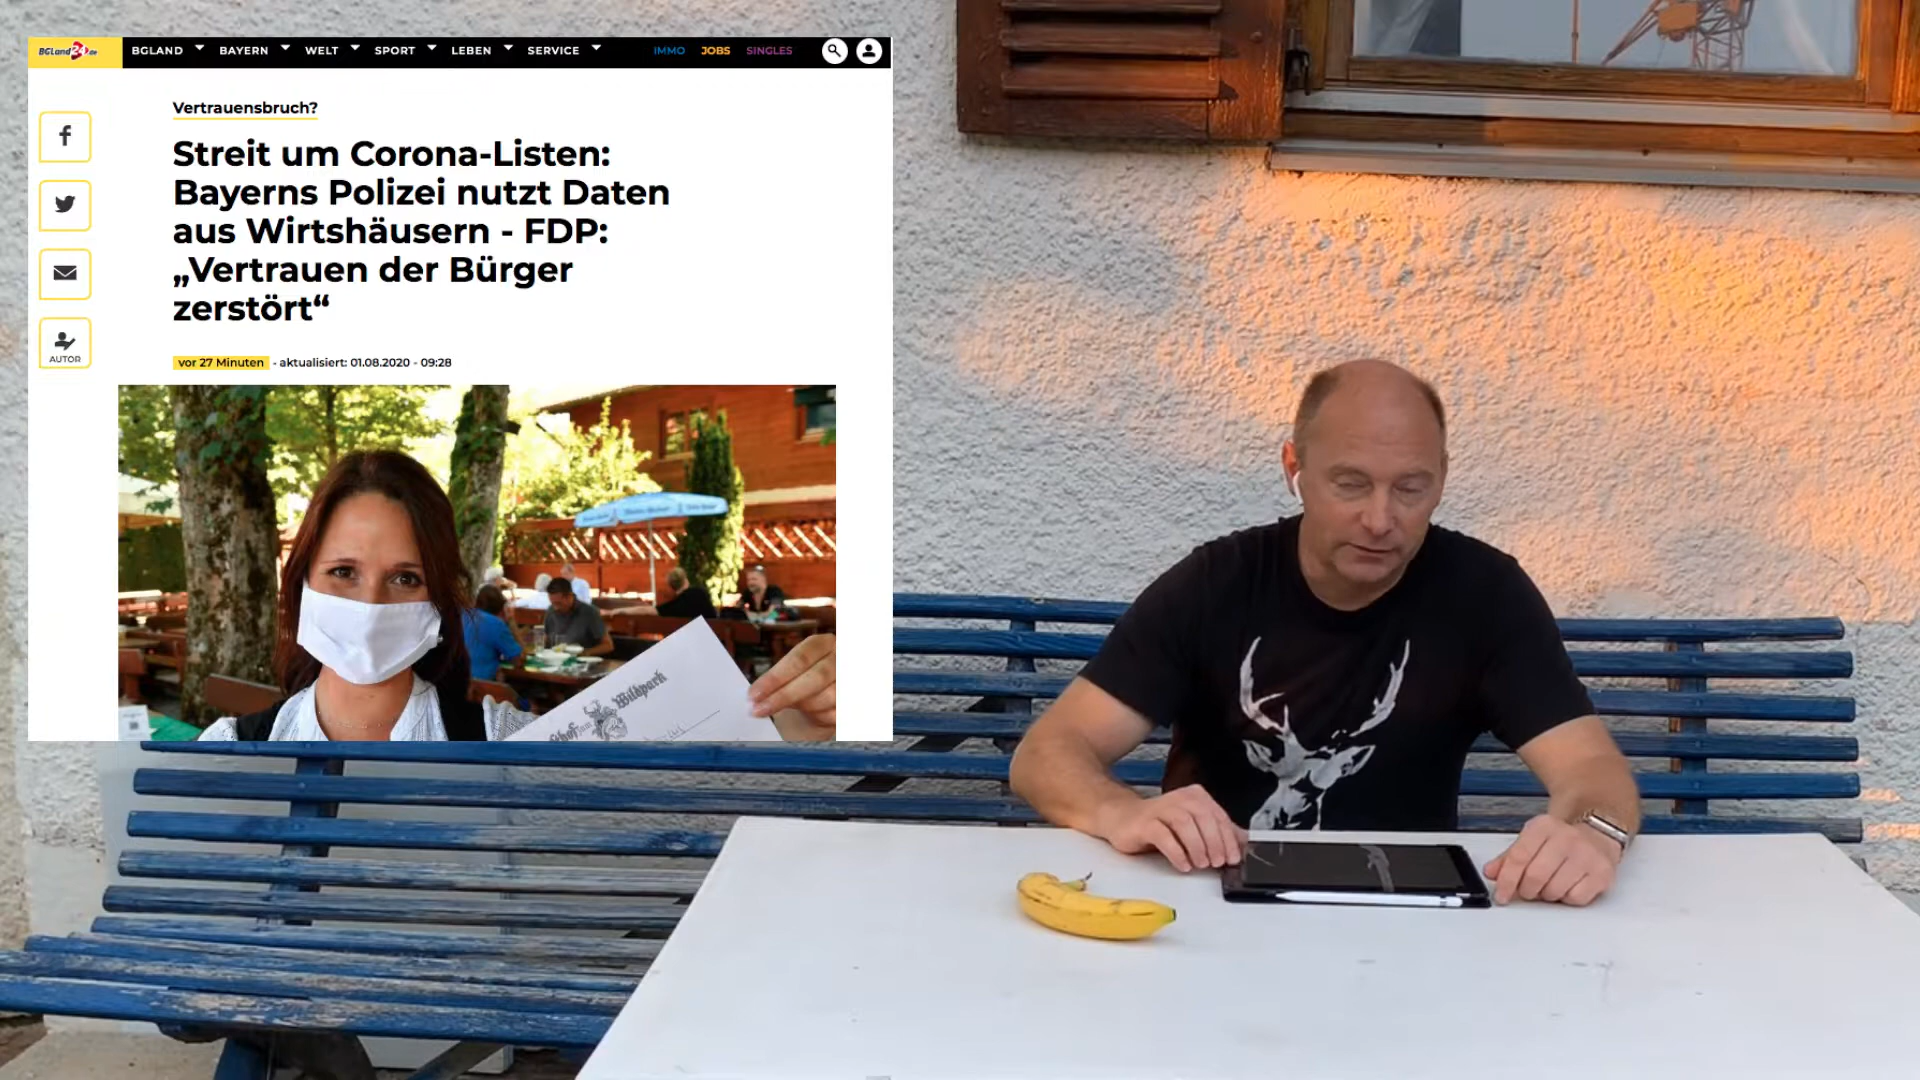 BGLand24.de
BGLAND BAYERN WELT SPORT LEBEN SERVICE IMMO JOBS SINGLES
Vertrauensbruch?
Streit um Corona-Listen:
Bayerns Polizei nutzt Daten
aus Wirtshäusern - FDP:
„Vertrauen der Bürger
zerstört“
vor 27 Minuten - aktualisiert: 01.08.2020 - 09:28
AUTOR
Wildpark